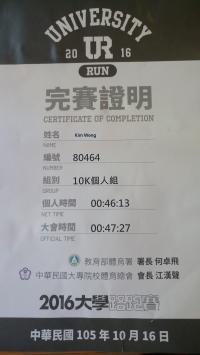 UNIVERSITY
20 UR 16
RUN
完賽證明
CERTIFICATE OF COMPLETION
姓名 Kim Wong
NAME
編號 80464
NUMBER
組別 10K個人組
GROUP
個人時間 00:46:13
NET TIME
大會時間 00:47:27
OFFICIAL TIME
教育部體育署 署長 何卓飛
中華民國大專院校體育總會 會長 江漢聲
2016大學路跑賽
中華民國 105 年 10 月 16 日